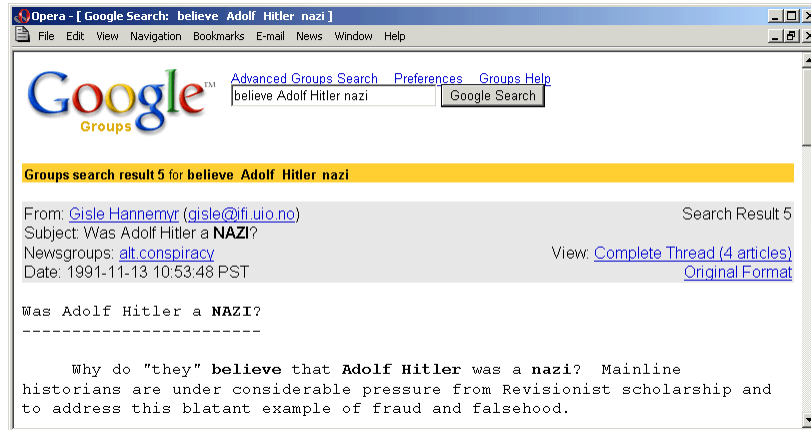 Opera - [ Google Search:  believe  Adolf  Hitler  nazi ]
File Edit View Navigation Bookmarks E-mail News Window Help
Google™
Groups
Advanced Groups Search Preferences Groups Help
believe Adolf Hitler nazi Google Search
Groups search result 5 for believe  Adolf  Hitler  nazi
From: Gisle Hannemyr (gisle@ifi.uio.no) Search Result 5
Subject: Was Adolf Hitler a NAZI?
Newsgroups: alt.conspiracy View: Complete Thread (4 articles)
Date: 1991-11-13 10:53:48 PST Original Format
Was Adolf Hitler a NAZI?
------------------------
Why do "they" believe that Adolf Hitler was a nazi?  Mainline
historians are under considerable pressure from Revisionist scholarship and
to address this blatant example of fraud and falsehood.